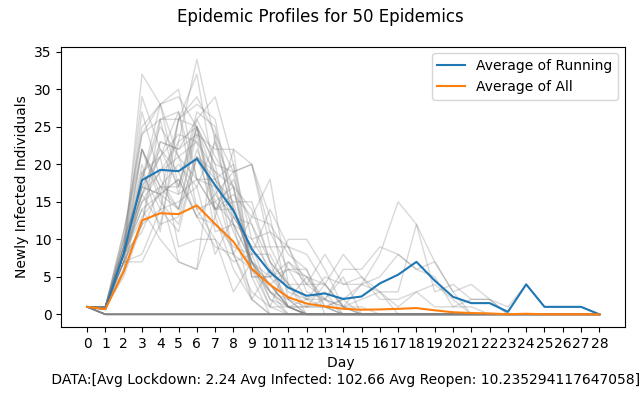 Epidemic Profiles for 50 Epidemics
Average of Running
Average of All
Newly Infected Individuals
35
30
25
20
15
10
5
0
0 1 2 3 4 5 6 7 8 9 10 11 12 13 14 15 16 17 18 19 20 21 22 23 24 25 26 27 28
Day
DATA:[Avg Lockdown: 2.24 Avg Infected: 102.66 Avg Reopen: 10.235294117647058]